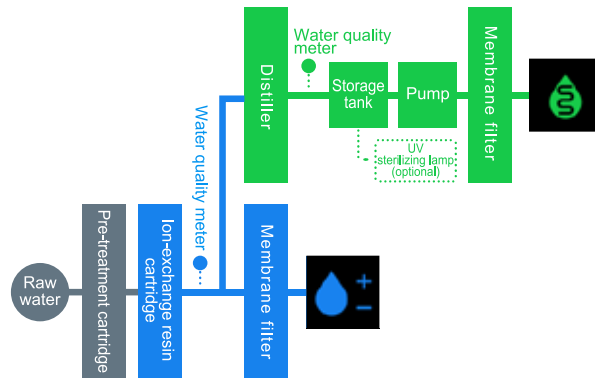 Raw
water
Pre-treatment cartridge
Ion-exchange resin
cartridge
Water quality meter
Membrane filter
Distiller
Water quality
meter
Storage
tank
UV
sterilizing lamp
(optional)
Pump
Membrane filter